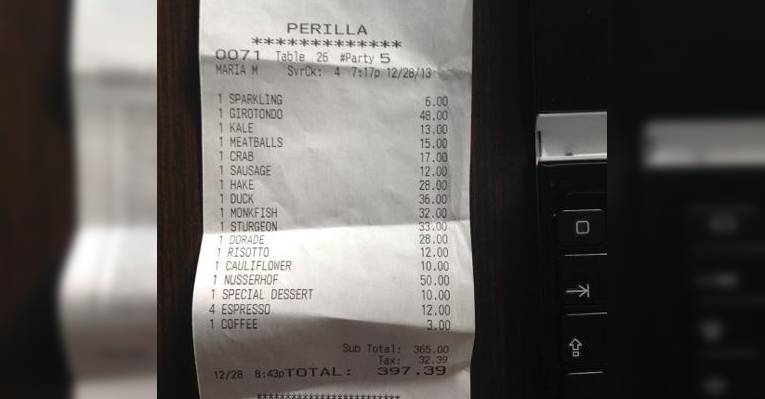 PERILLA
*************
0071 Table 26 #Party 5
MARIA M SvrCk: 4 7:17p 12/28/13
1 SPARKLING 6.00
1 GIROTONDO 48.00
1 KALE 13.00
1 MEATBALLS 15.00
1 CRAB 17.00
1 SAUSAGE 12.00
1 HAKE 28.00
1 DUCK 36.00
1 MONKFISH 32.00
1 STURGEON 33.00
1 DORADE 28.00
1 RISOTTO 12.00
1 CAULIFLOWER 10.00
1 NUSSERHOF 50.00
1 SPECIAL DESSERT 10.00
4 ESPRESSO 12.00
1 COFFEE 3.00
Sub Total: 365.00
Tax: 32.39
12/28 8:43p TOTAL: 397.39